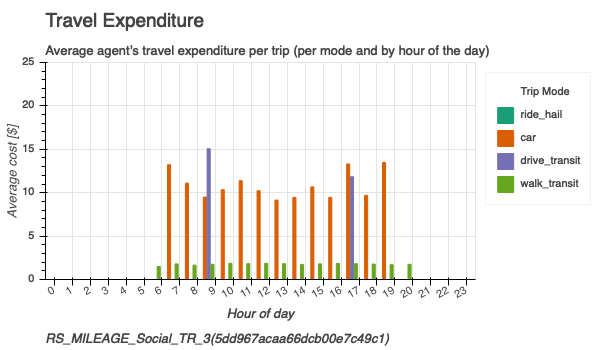 Travel Expenditure
Average agent's travel expenditure per trip (per mode and by hour of the day)
25
20
15
10
5
0
Average cost [$]
0 1 2 3 4 5 6 7 8 9 10 11 12 13 14 15 16 17 18 19 20 21 22 23
Hour of day
Trip Mode
ride_hail
car
drive_transit
walk_transit
RS_MILEAGE_Social_TR_3(5dd967acaa66dcb00e7c49c1)